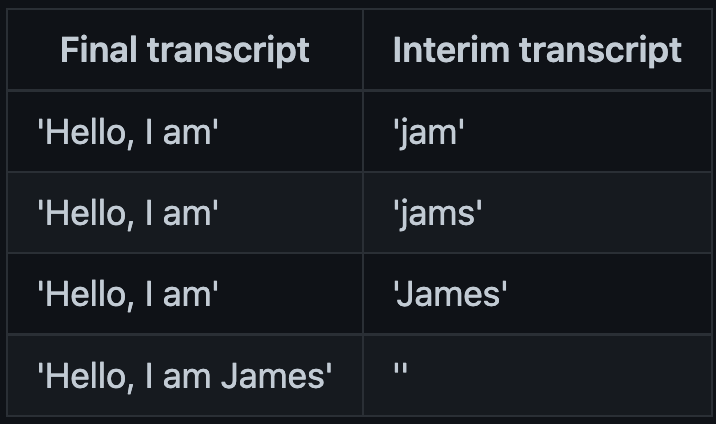 Final transcript Interim transcript
'Hello, I am' 'jam'
'Hello, I am' 'jams'
'Hello, I am' 'James'
'Hello, I am James' ''